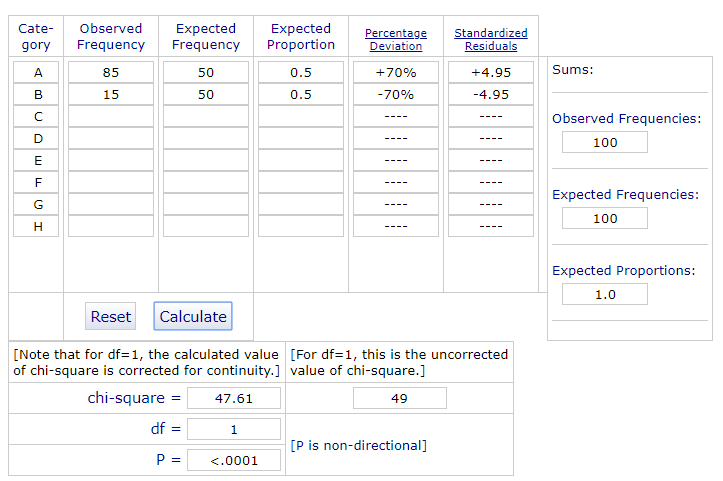 Cate-
gory
Observed
Frequency
Expected
Frequency
Expected
Proportion
Percentage
Deviation
Standardized
Residuals
A 85 50 0.5 +70% +4.95
B 15 50 0.5 -70% -4.95
C ---- ----
D ---- ----
E ---- ----
F ---- ----
G ---- ----
H ---- ----
Sums:
Observed Frequencies:
100
Expected Frequencies:
100
Expected Proportions:
1.0
Reset Calculate
[Note that for df=1, the calculated value
of chi-square is corrected for continuity.]
[For df=1, this is the uncorrected
value of chi-square.]
chi-square = 47.61
49
df = 1
P = <.0001
[P is non-directional]